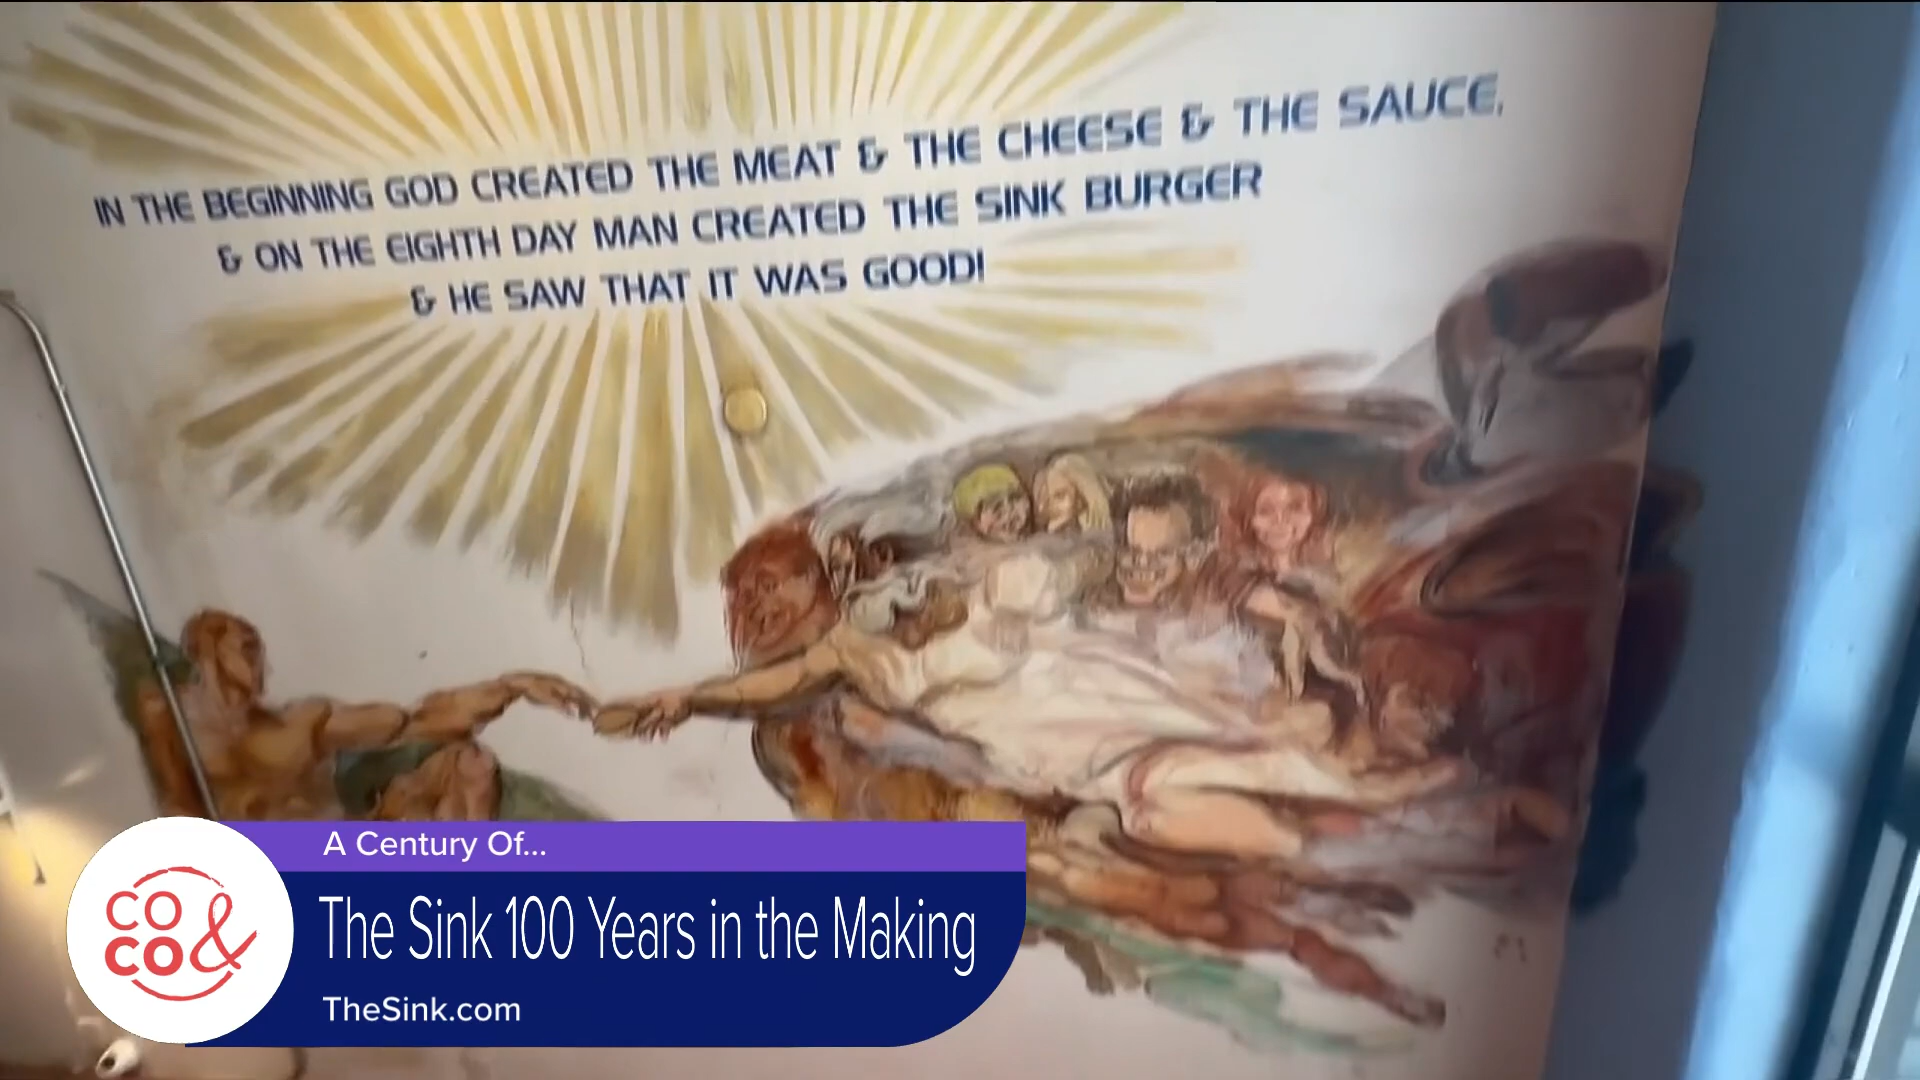 IN THE BEGINNING GOD CREATED THE MEAT & THE CHEESE & THE SAUCE,
& ON THE EIGHTH DAY MAN CREATED THE SINK BURGER
& HE SAW THAT IT WAS GOOD!
A Century Of...
CO
CO &
The Sink 100 Years in the Making
TheSink.com